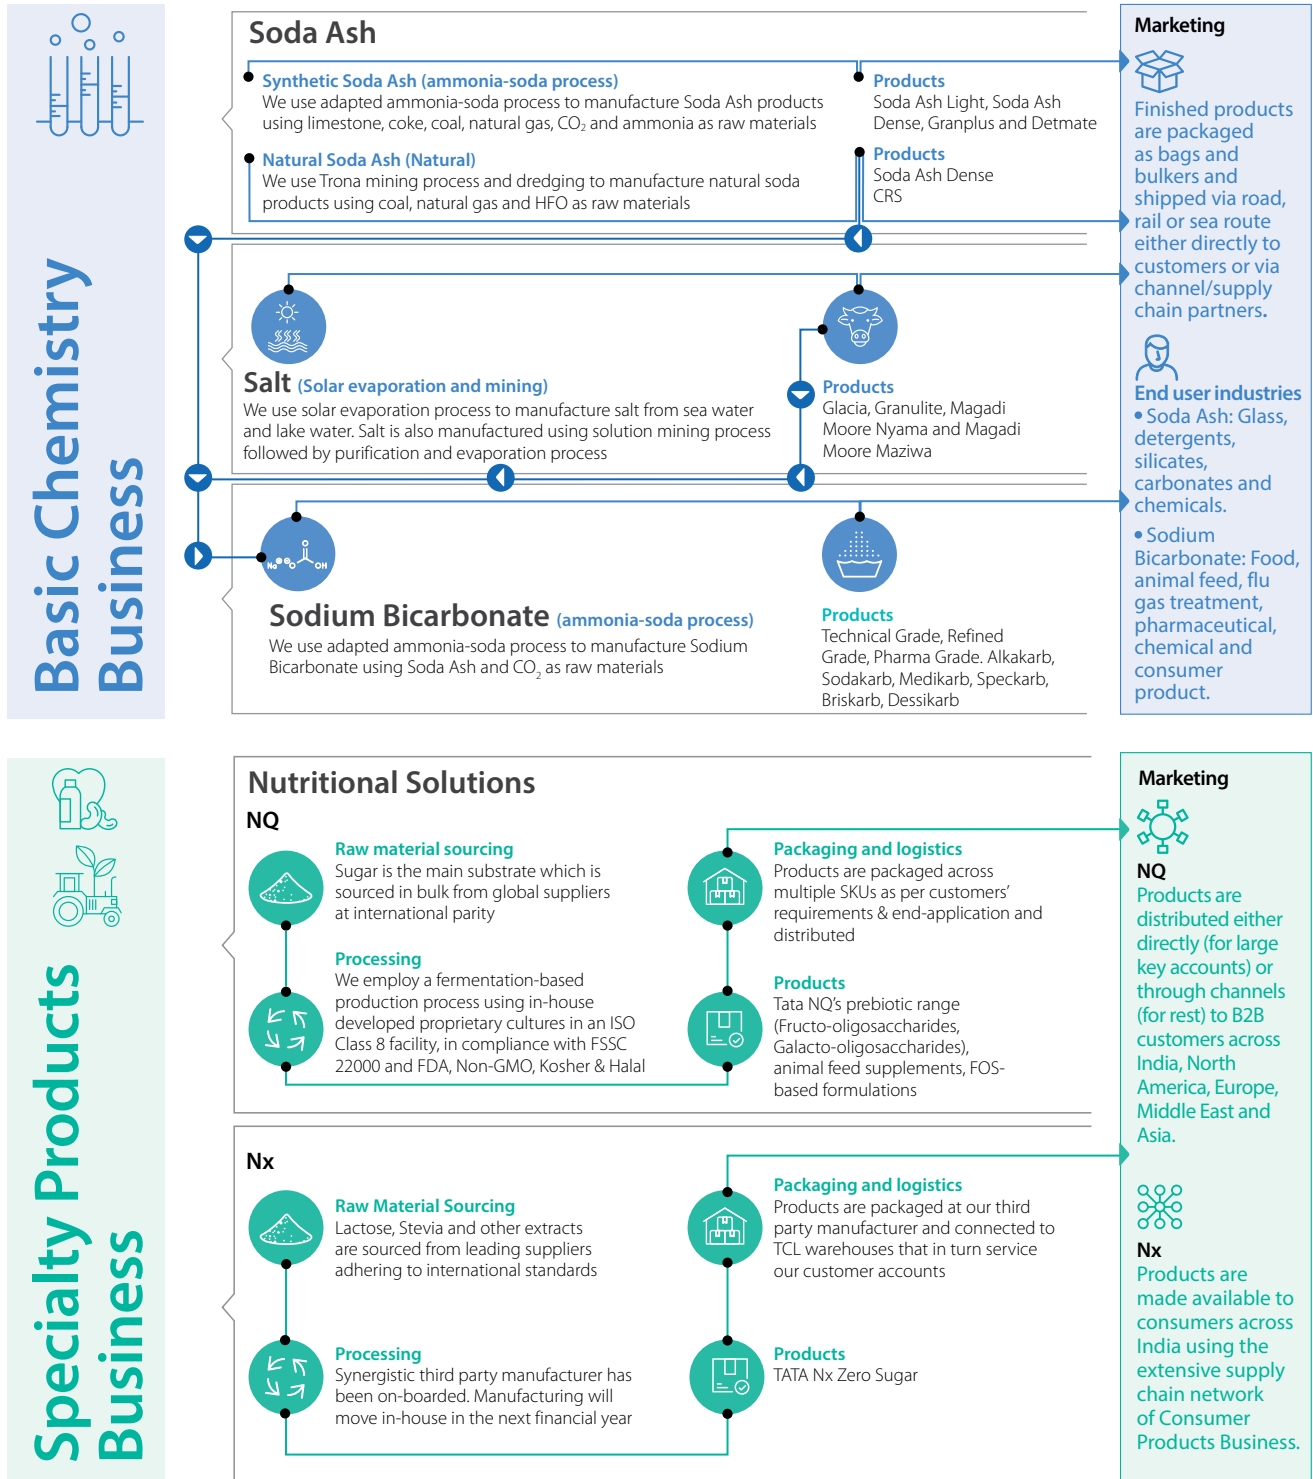 Basic Chemistry
Business
Soda Ash
Synthetic Soda Ash (ammonia-soda process)
We use adapted ammonia-soda process to manufacture Soda Ash products
using limestone, coke, coal, natural gas, CO₂ and ammonia as raw materials
Products
Soda Ash Light, Soda Ash
Dense, Granplus and Detmate
Natural Soda Ash (Natural)
We use Trona mining process and dredging to manufacture natural soda
products using coal, natural gas and HFO as raw materials
Products
Soda Ash Dense
CRS
Salt (Solar evaporation and mining)
We use solar evaporation process to manufacture salt from sea water
and lake water. Salt is also manufactured using solution mining process
followed by purification and evaporation process
Products
Glacia, Granulite, Magadi
Moore Nyama and Magadi
Moore Maziwa
Na⊕⊖O
O
OH
Sodium Bicarbonate (ammonia-soda process)
We use adapted ammonia-soda process to manufacture Sodium
Bicarbonate using Soda Ash and CO₂ as raw materials
Products
Technical Grade, Refined
Grade, Pharma Grade. Alkakarb,
Sodakarb, Medikarb, Speckarb,
Briskarb, Dessikarb
Marketing
Finished products
are packaged
as bags and
bulkers and
shipped via road,
rail or sea route
either directly to
customers or via
channel/supply
chain partners.
End user industries
• Soda Ash: Glass,
detergents,
silicates,
carbonates and
chemicals.
• Sodium
Bicarbonate: Food,
animal feed, flu
gas treatment,
pharmaceutical,
chemical and
consumer
product.
Specialty Products
Business
Nutritional Solutions
NQ
Raw material sourcing
Sugar is the main substrate which is
sourced in bulk from global suppliers
at international parity
Processing
We employ a fermentation-based
production process using in-house
developed proprietary cultures in an ISO
Class 8 facility, in compliance with FSSC
22000 and FDA, Non-GMO, Kosher & Halal
Packaging and logistics
Products are packaged across
multiple SKUs as per customers’
requirements & end-application and
distributed
Products
Tata NQ’s prebiotic range
(Fructo-oligosaccharides,
Galacto-oligosaccharides),
animal feed supplements, FOS-
based formulations
Nx
Raw Material Sourcing
Lactose, Stevia and other extracts
are sourced from leading suppliers
adhering to international standards
Processing
Synergistic third party manufacturer has
been on-boarded. Manufacturing will
move in-house in the next financial year
Packaging and logistics
Products are packaged at our third
party manufacturer and connected to
TCL warehouses that in turn service
our customer accounts
Products
TATA Nx Zero Sugar
Marketing
NQ
Products are
distributed either
directly (for large
key accounts) or
through channels
(for rest) to B2B
customers across
India, North
America, Europe,
Middle East and
Asia.
Nx
Products are
made available to
consumers across
India using the
extensive supply
chain network
of Consumer
Products Business.